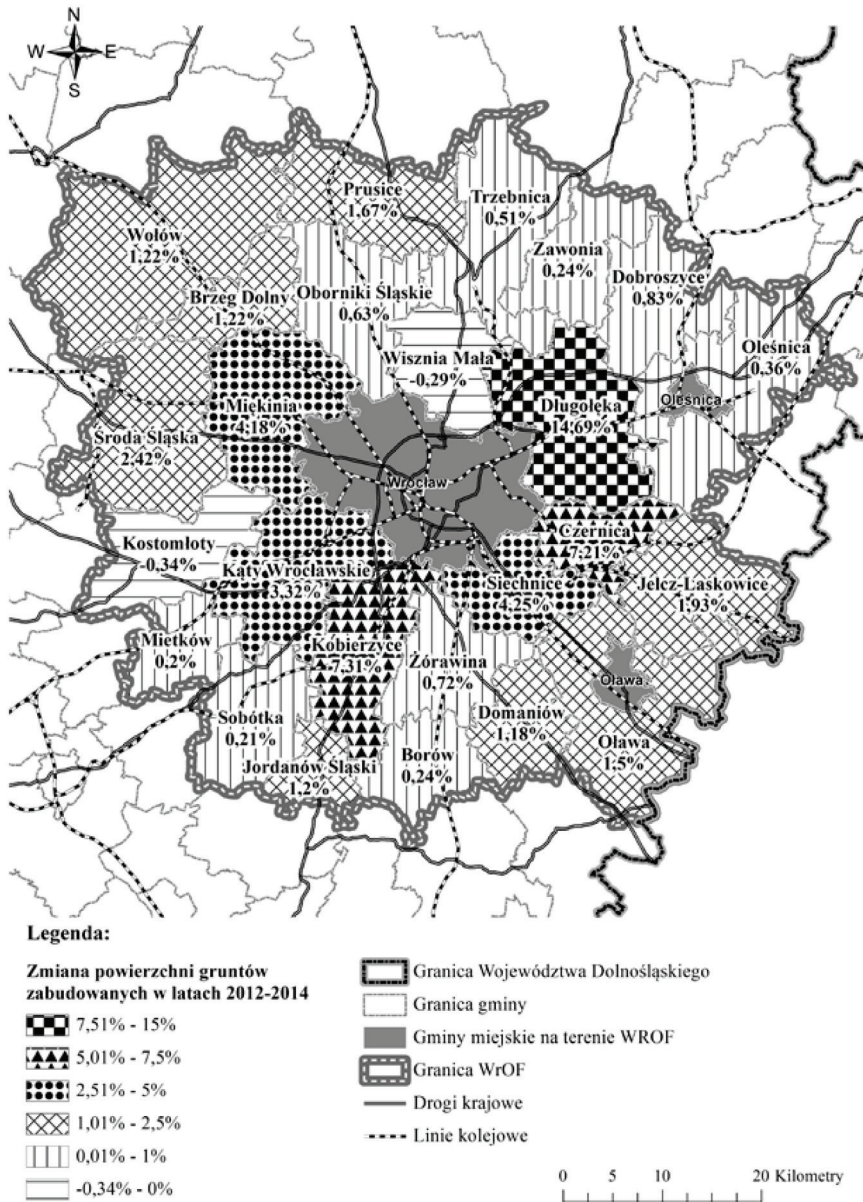 N
W
E
S
Prusice
1,67%
Trzebnica
0,51%
Wołów
1,22%
Zawonia
0,24%
Dobroszyce
0,83%
Brzeg Dolny
1,22%
Oborniki Śląskie
0,63%
Oleśnica
0,36%
Wisznia Mała
-0,29%
Miękinia
4,18%
Długołęka
14,69%
Oleśnica
Środa Śląska
2,42%
Wrocław
Czernica
7,21%
Kostomłoty
-0,34%
Kąty Wrocławskie
3,32%
Siechnice
4,25%
Jelcz-Laskowice
1,93%
Mietków
0,2%
Kobierzyce
7,31%
Żórawina
0,72%
Oława
Sobótka
0,21%
Domaniów
1,18%
Oława
1,5%
Borów
0,24%
Jordanów Śląski
1,2%
Legenda:
Zmiana powierzchni gruntów
zabudowanych w latach 2012-2014
7,51% - 15%
5,01% - 7,5%
2,51% - 5%
1,01% - 2,5%
0,01% - 1%
-0,34% - 0%
Granica Województwa Dolnośląskiego
Granica gminy
Gminy miejskie na terenie WROF
Granica WrOF
Drogi krajowe
Linie kolejowe
0 5 10 20 Kilometry